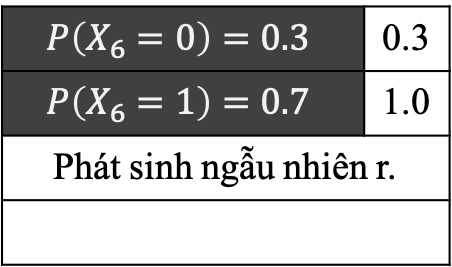 P(X₆ = 0) = 0.3 0.3
P(X₆ = 1) = 0.7 1.0
Phát sinh ngẫu nhiên r.